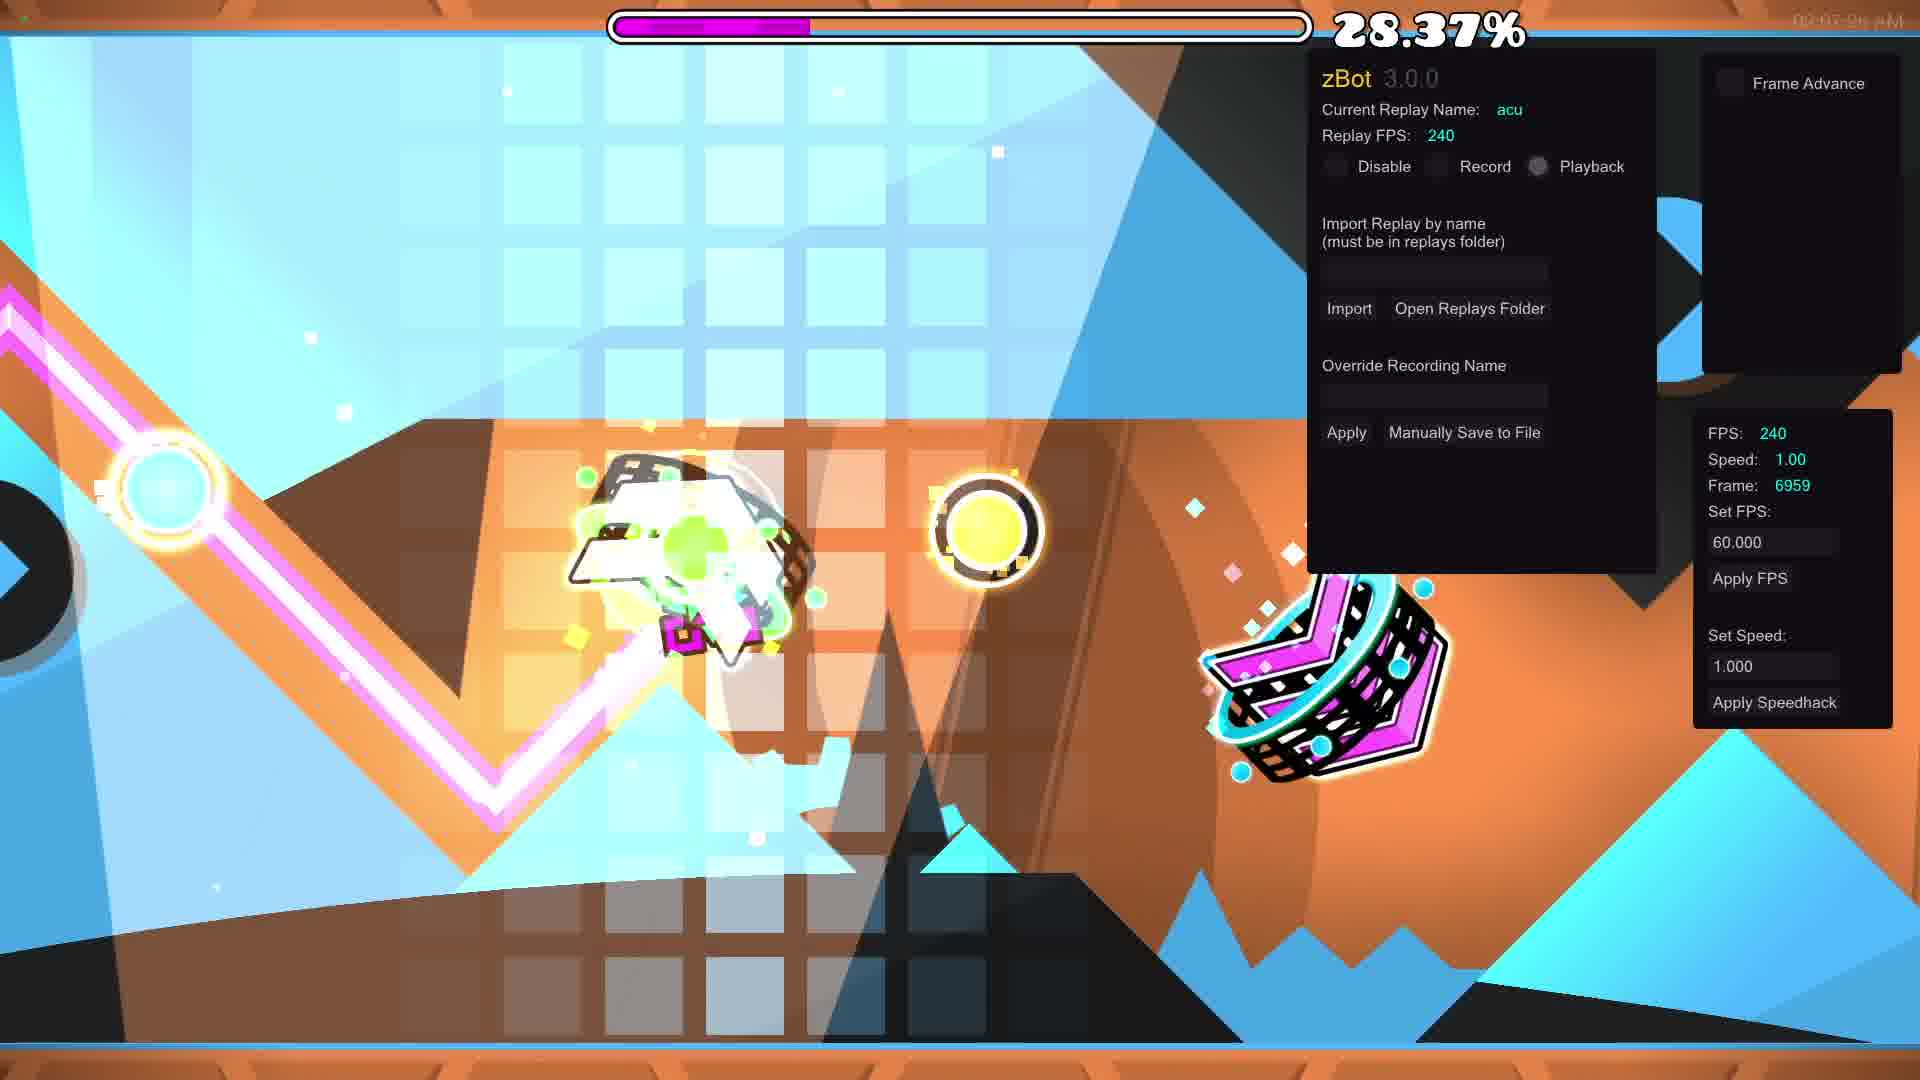 28.37%
zBot 3.0.0
Current Replay Name: acu
Replay FPS: 240
Disable Record Playback
Import Replay by name
(must be in replays folder)
Import Open Replays Folder
Override Recording Name
Apply Manually Save to File
Frame Advance
FPS: 240
Speed: 1.00
Frame: 6959
Set FPS:
60.000
Apply FPS
Set Speed:
1.000
Apply Speedhack